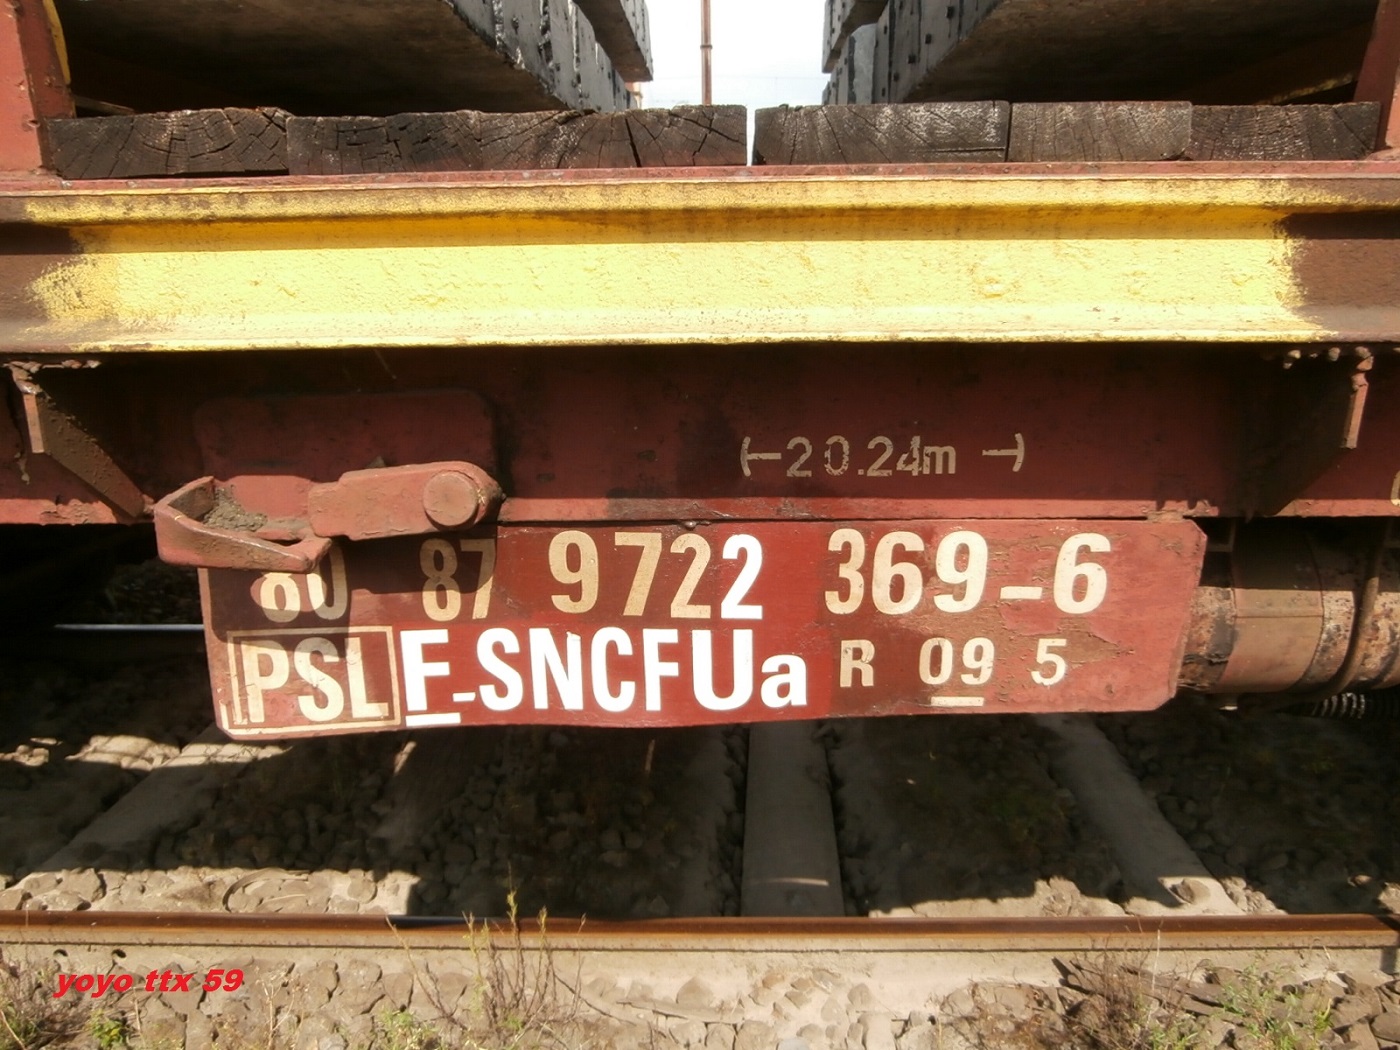 20.24m
80 87 9722 369-6
PSL F-SNCF Ua R 09 5
yoyo ttx 59